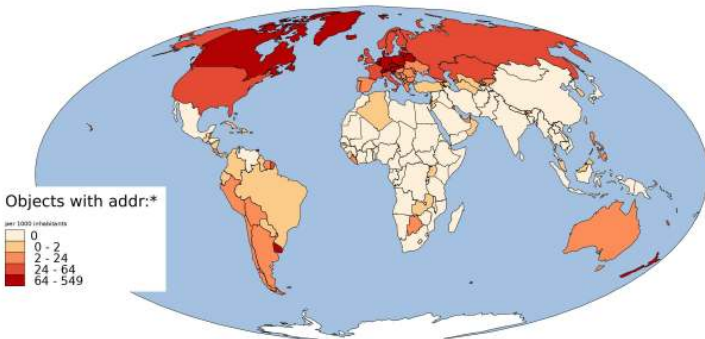 Objects with addr:*
per 1000 inhabitants
0
0 - 2
2 - 24
24 - 64
64 - 549